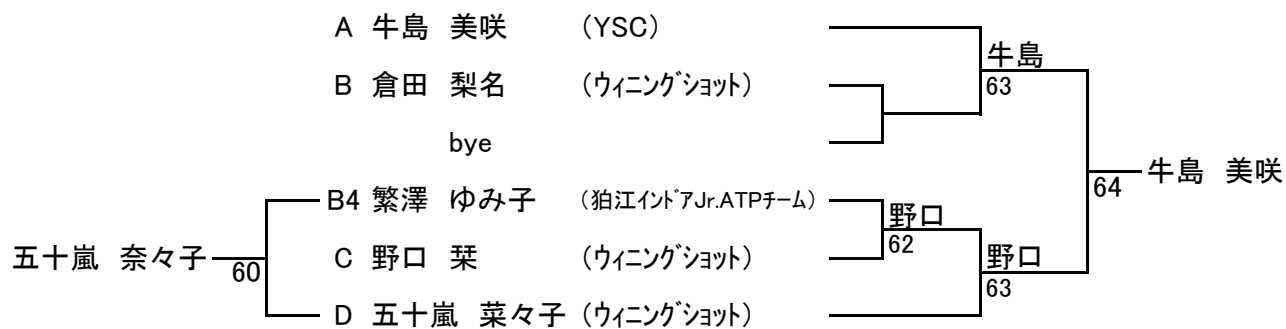 A 牛島 美咲 (YSC)
牛島
63
B 倉田 梨名 (ウィニングショット)
bye
牛島 美咲
64
B4 繁澤 ゆみ子 (狛江インドアJr.ATPチーム)
野口
62
五十嵐 奈々子
60
C 野口 栞 (ウィニングショット)
野口
63
D 五十嵐 菜々子 (ウィニングショット)